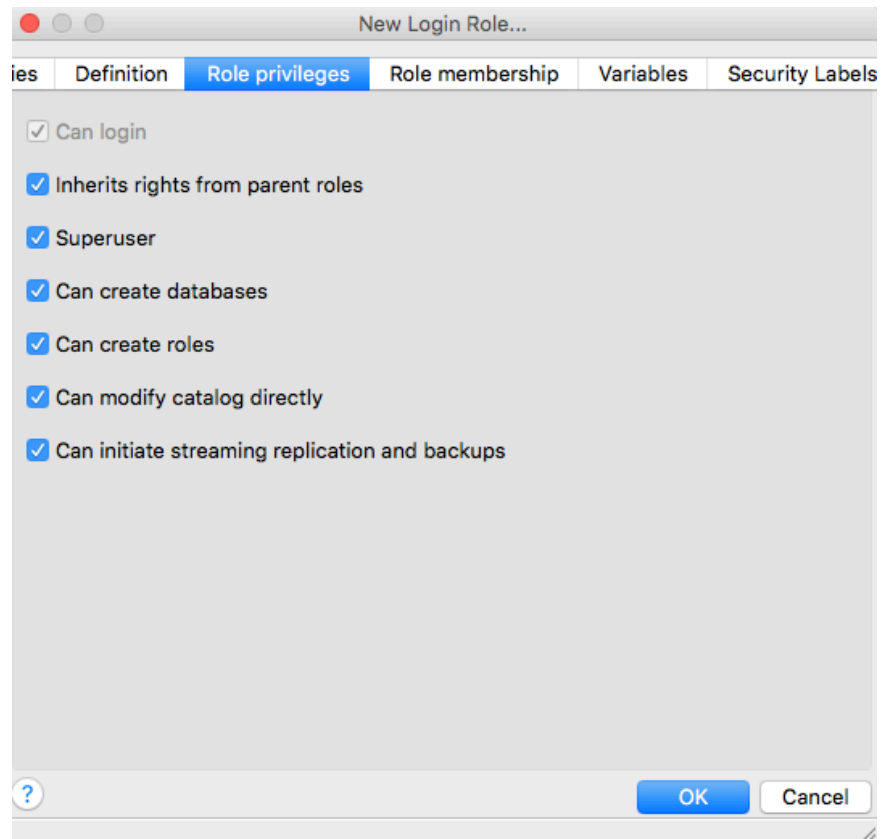 New Login Role...
ies Definition Role privileges Role membership Variables Security Labels
Can login
Inherits rights from parent roles
Superuser
Can create databases
Can create roles
Can modify catalog directly
Can initiate streaming replication and backups
? OK Cancel